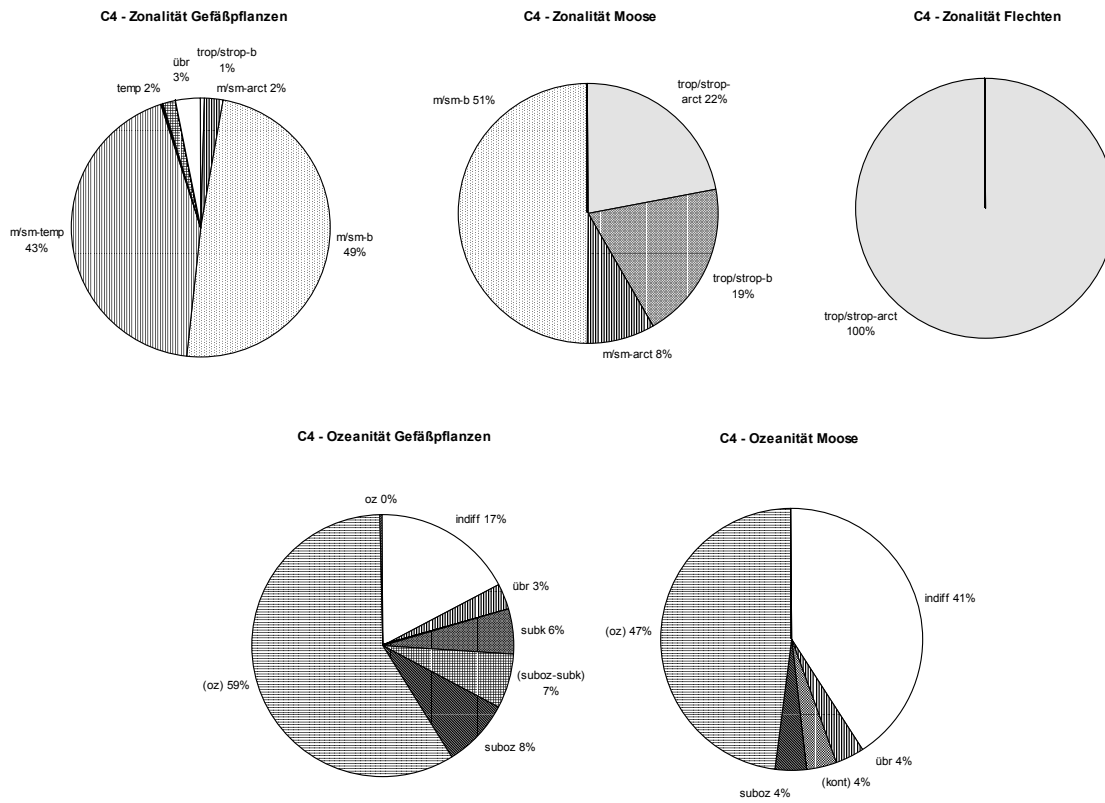 C4 - Zonalität Gefäßpflanzen
trop/strop-b
1%
übr
3%
temp 2%
m/sm-arct 2%
m/sm-temp
43%
m/sm-b
49%
C4 - Zonalität Moose
m/sm-b 51%
trop/strop-
arct 22%
trop/strop-b
19%
m/sm-arct 8%
C4 - Zonalität Flechten
trop/strop-arct
100%
C4 - Ozeanität Gefäßpflanzen
oz 0%
indiff 17%
übr 3%
subk 6%
(suboz-subk)
7%
suboz 8%
(oz) 59%
C4 - Ozeanität Moose
indiff 41%
(oz) 47%
übr 4%
(kont) 4%
suboz 4%